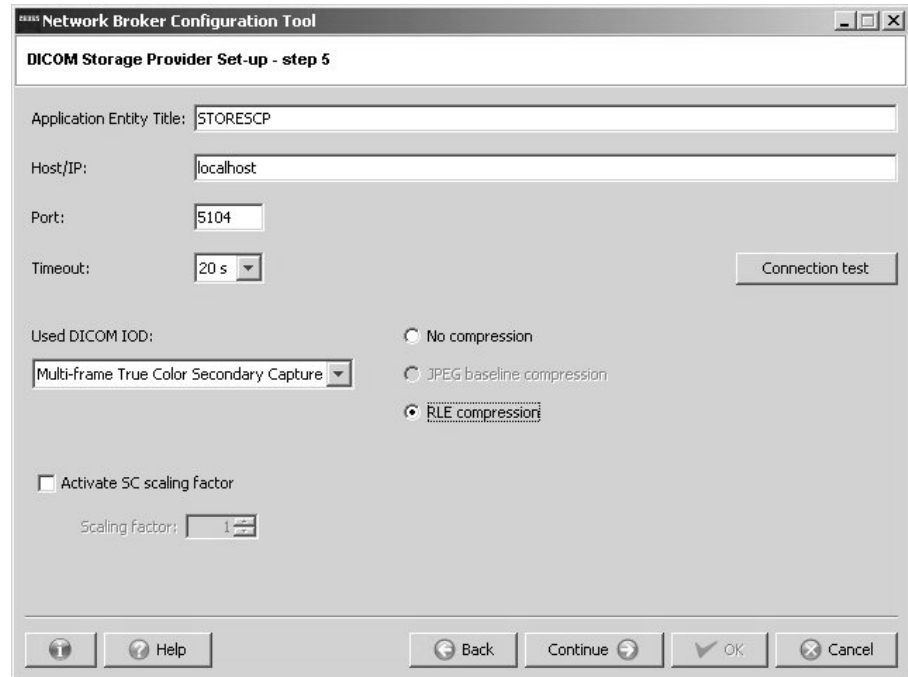 ZEISS Network Broker Configuration Tool
DICOM Storage Provider Set-up - step 5
Application Entity Title: STORESCP
Host/IP: localhost
Port: 5104
Timeout: 20 s Connection test
Used DICOM IOD: No compression
Multi-frame True Color Secondary Capture JPEG baseline compression
RLE compression
Activate SC scaling factor
Scaling factor: 1
Help Back Continue OK Cancel